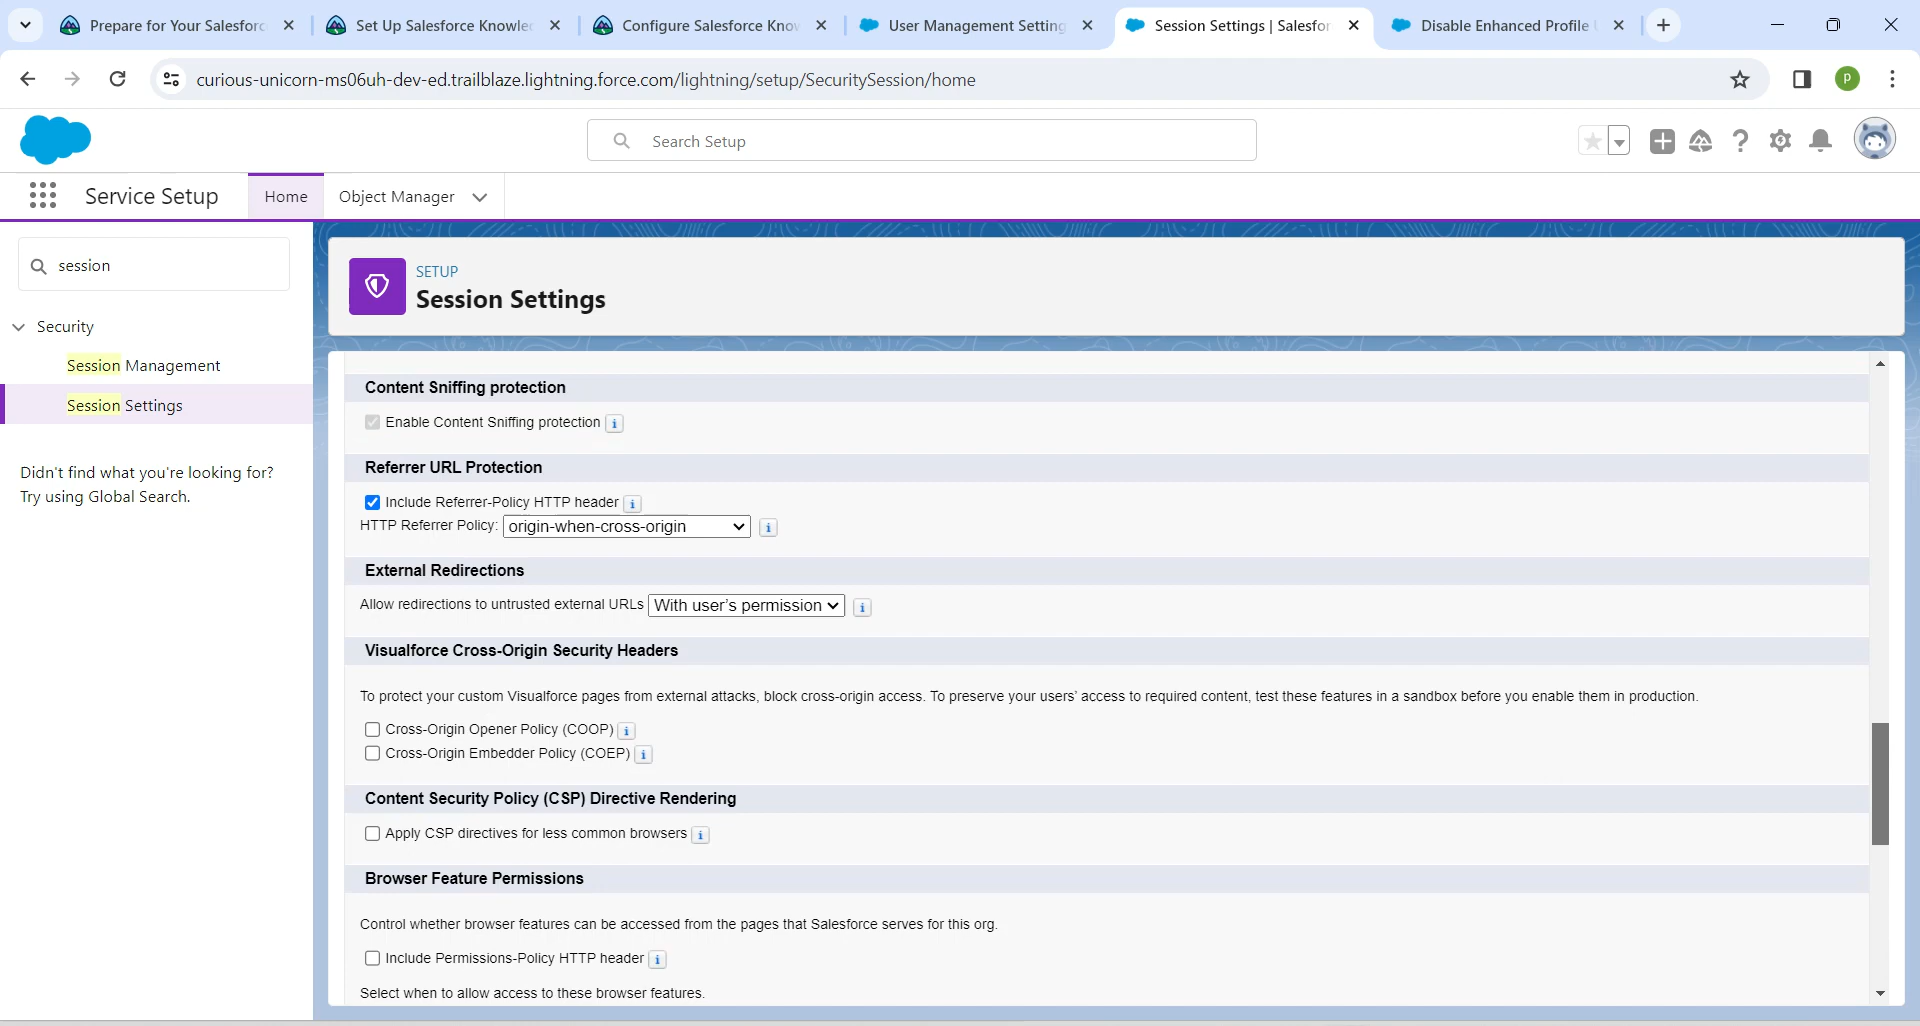 Prepare for Your Salesforc
Set Up Salesforce Knowle
Configure Salesforce Know
User Management Setting
Session Settings | Salesfor
Disable Enhanced Profile
curious-unicorn-ms06uh-dev-ed.trailblaze.lightning.force.com/lightning/setup/SecuritySession/home
P
Search Setup
Service Setup
Home
Object Manager
session
Security
Session Management
Session Settings
Didn't find what you're looking for?
Try using Global Search.
SETUP
Session Settings
Content Sniffing protection
Enable Content Sniffing protection i
Referrer URL Protection
Include Referrer-Policy HTTP header i
HTTP Referrer Policy: origin-when-cross-origin i
External Redirections
Allow redirections to untrusted external URLs With user's permission i
Visualforce Cross-Origin Security Headers
To protect your custom Visualforce pages from external attacks, block cross-origin access. To preserve your users' access to required content, test these features in a sandbox before you enable them in production.
Cross-Origin Opener Policy (COOP) i
Cross-Origin Embedder Policy (COEP) i
Content Security Policy (CSP) Directive Rendering
Apply CSP directives for less common browsers i
Browser Feature Permissions
Control whether browser features can be accessed from the pages that Salesforce serves for this org.
Include Permissions-Policy HTTP header i
Select when to allow access to these browser features.